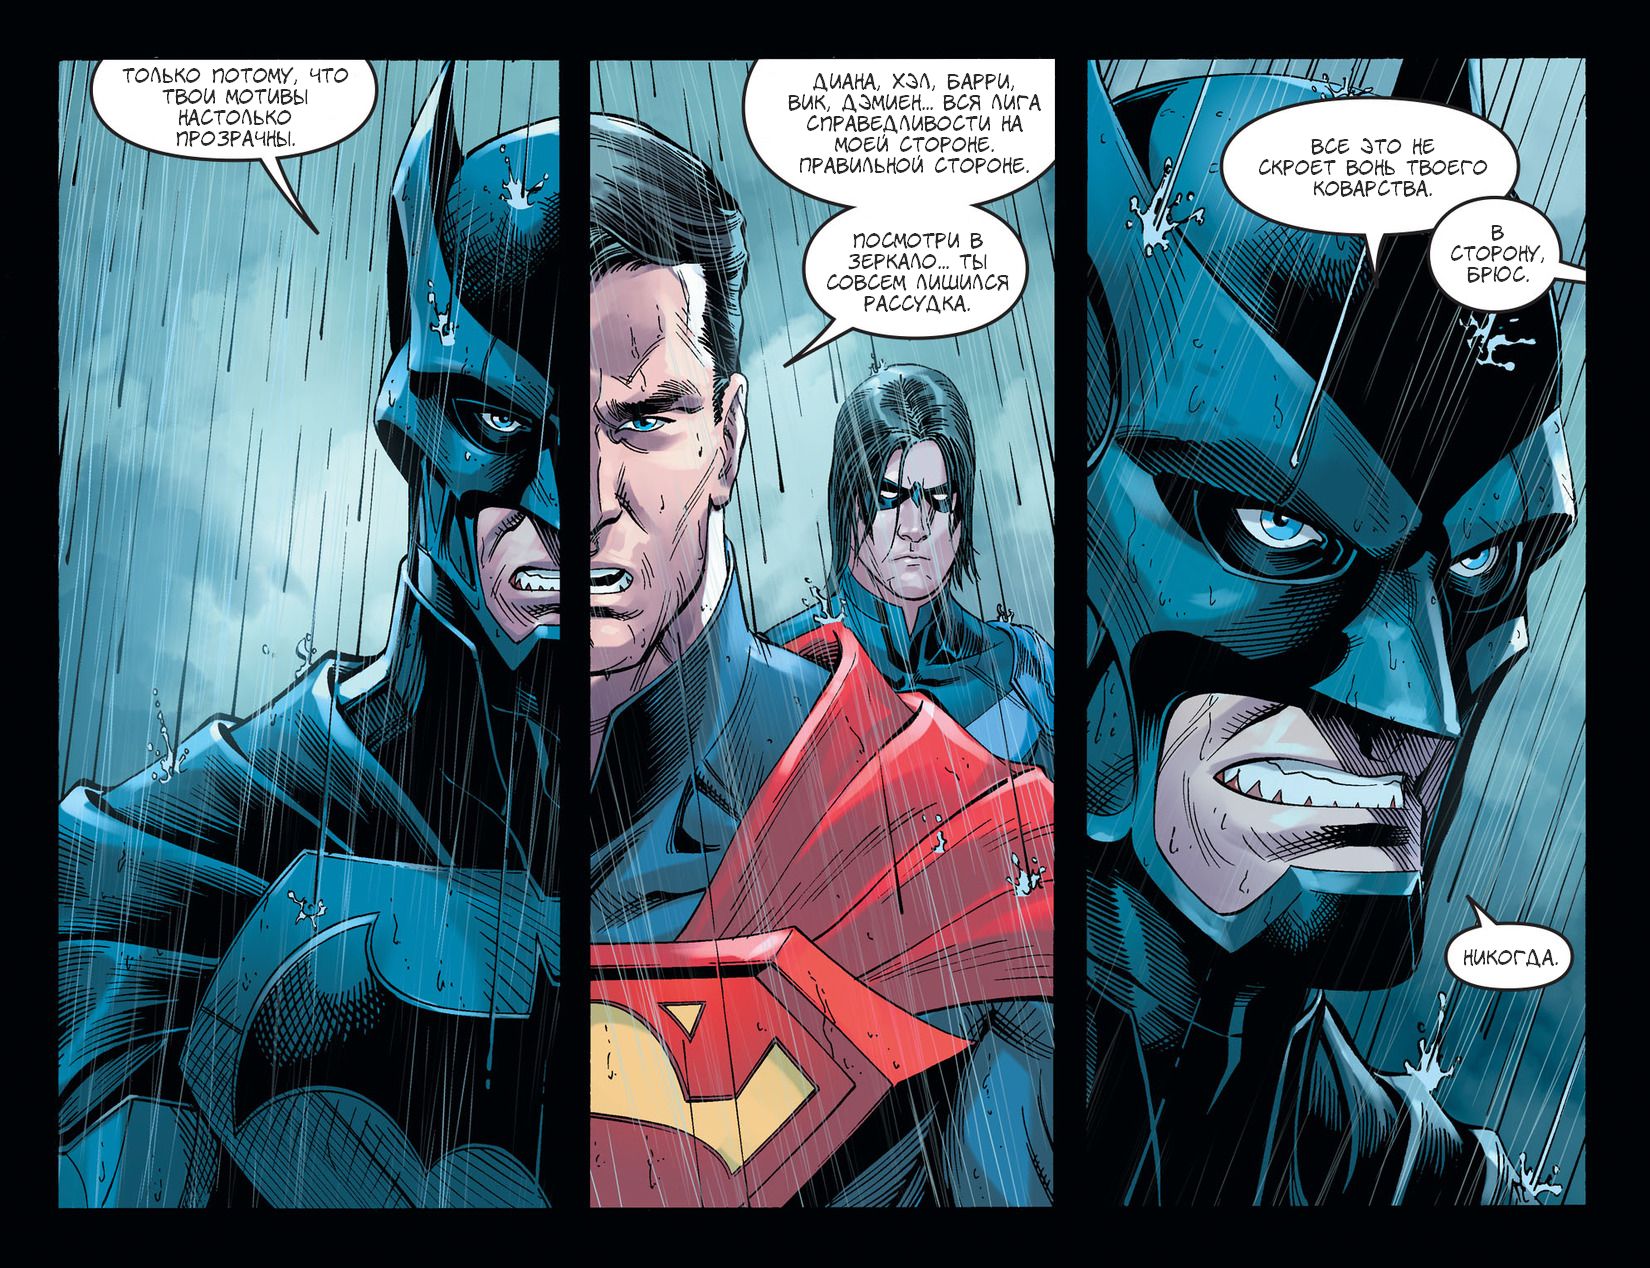 ТОЛЬКО ПОТОМУ, ЧТО
ТВОИ МОТИВЫ
НАСТОЛЬКО
ПРОЗРАЧНЫ.
ДИАНА, ХЭЛ, БАРРИ,
ВИК, ДЭМИЕН... ВСЯ ЛИГА
СПРАВЕДЛИВОСТИ НА
МОЕЙ СТОРОНЕ.
ПРАВИЛЬНОЙ СТОРОНЕ.
ПОСМОТРИ В
ЗЕРКАЛО... ТЫ
СОВСЕМ ЛИШИЛСЯ
РАССУДКА.
ВСЕ ЭТО НЕ
СКРОЕТ ВОНЬ ТВОЕГО
КОВАРСТВА.
В
СТОРОНУ,
БРЮС.
НИКОГДА.